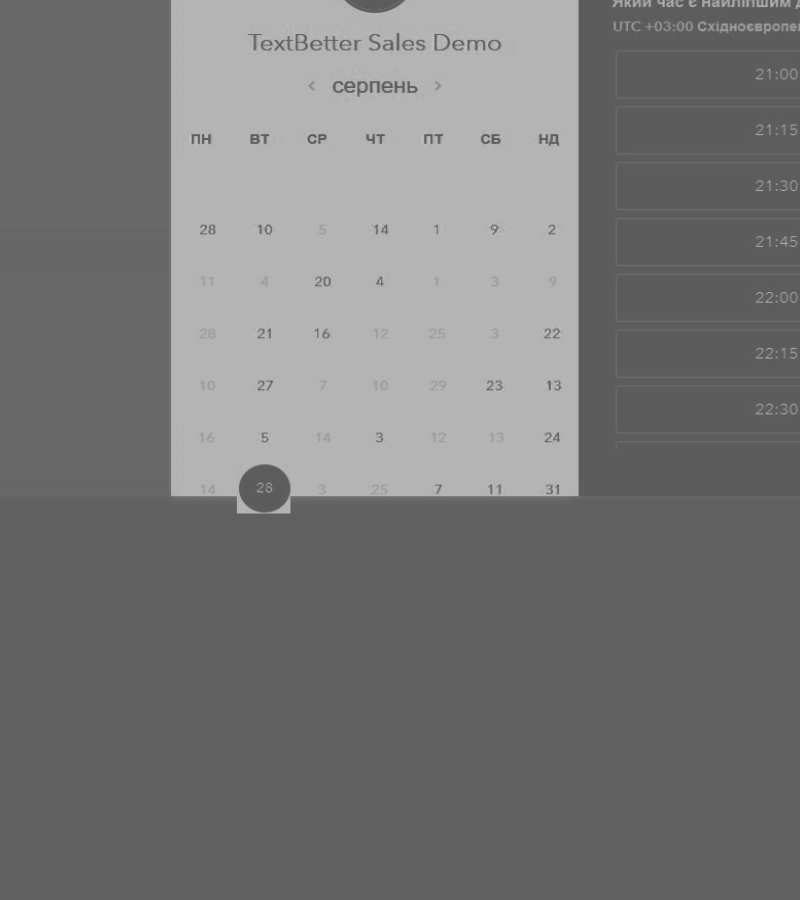 TextBetter Sales Demo
< серпень >
ПН ВТ СР ЧТ ПТ СБ НД
28 10 5 14 1 9 2
11 4 20 4 1 3 9
28 21 16 12 25 3 22
10 27 7 10 29 23 13
16 5 14 3 12 13 24
14 28 3 25 7 11 31
Який час є найліпшим
UTC +03:00
21:00
21:15
21:30
21:45
22:00
22:15
22:30